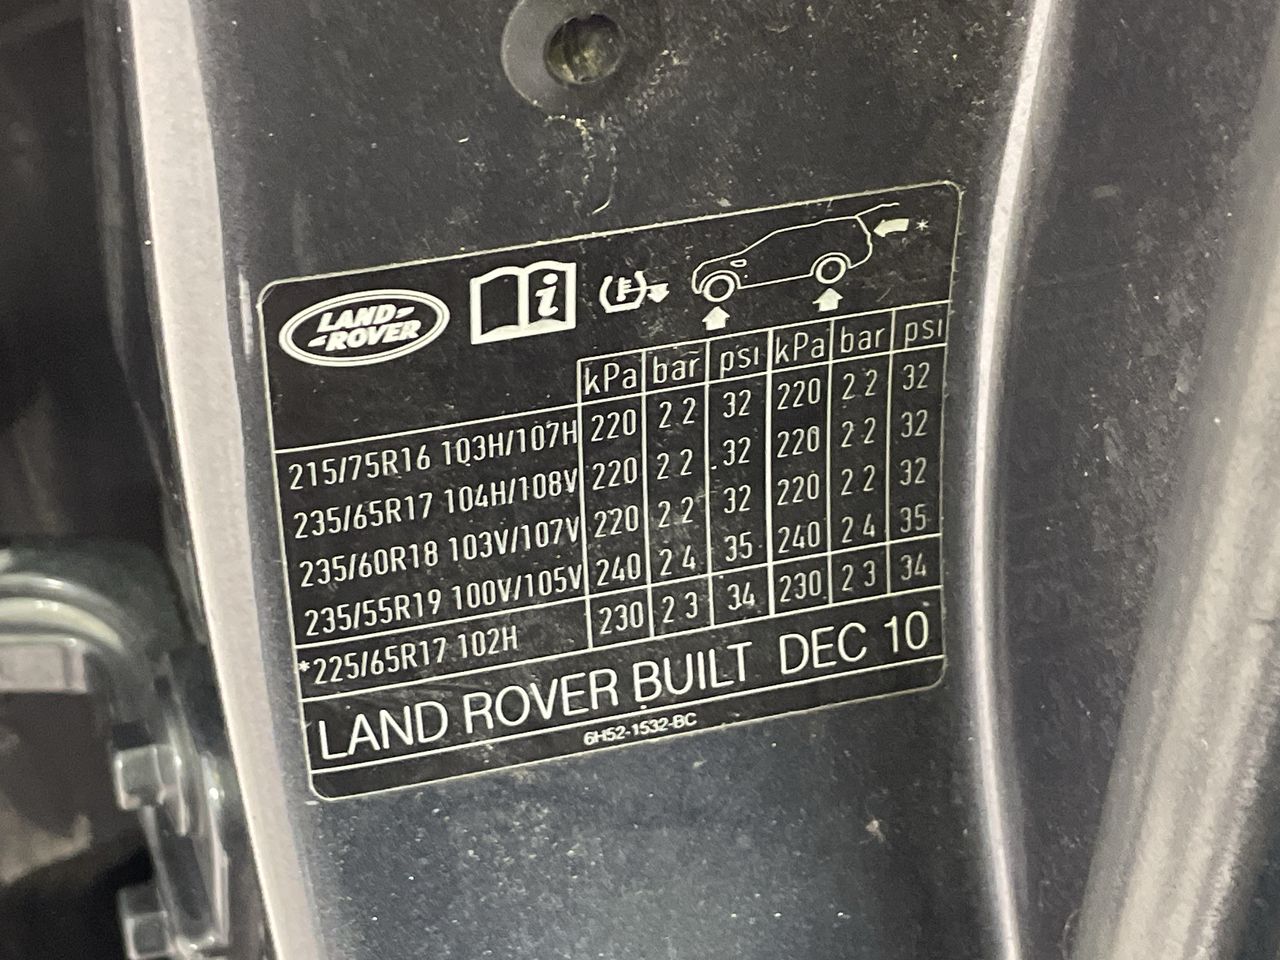 LAND-
-ROVER
i
*
kPa bar psi kPa bar psi
215/75R16 103H/107H 220 2 2 32 220 2 2 32
235/65R17 104H/108V 220 2 2 32 220 2 2 32
235/60R18 103V/107V 220 2 2 32 220 2 2 32
235/55R19 100V/105V 240 2 4 35 240 2 4 35
*225/65R17 102H 230 2 3 34 230 2 3 34
LAND ROVER BUILT DEC 10
6H52-1532-BC